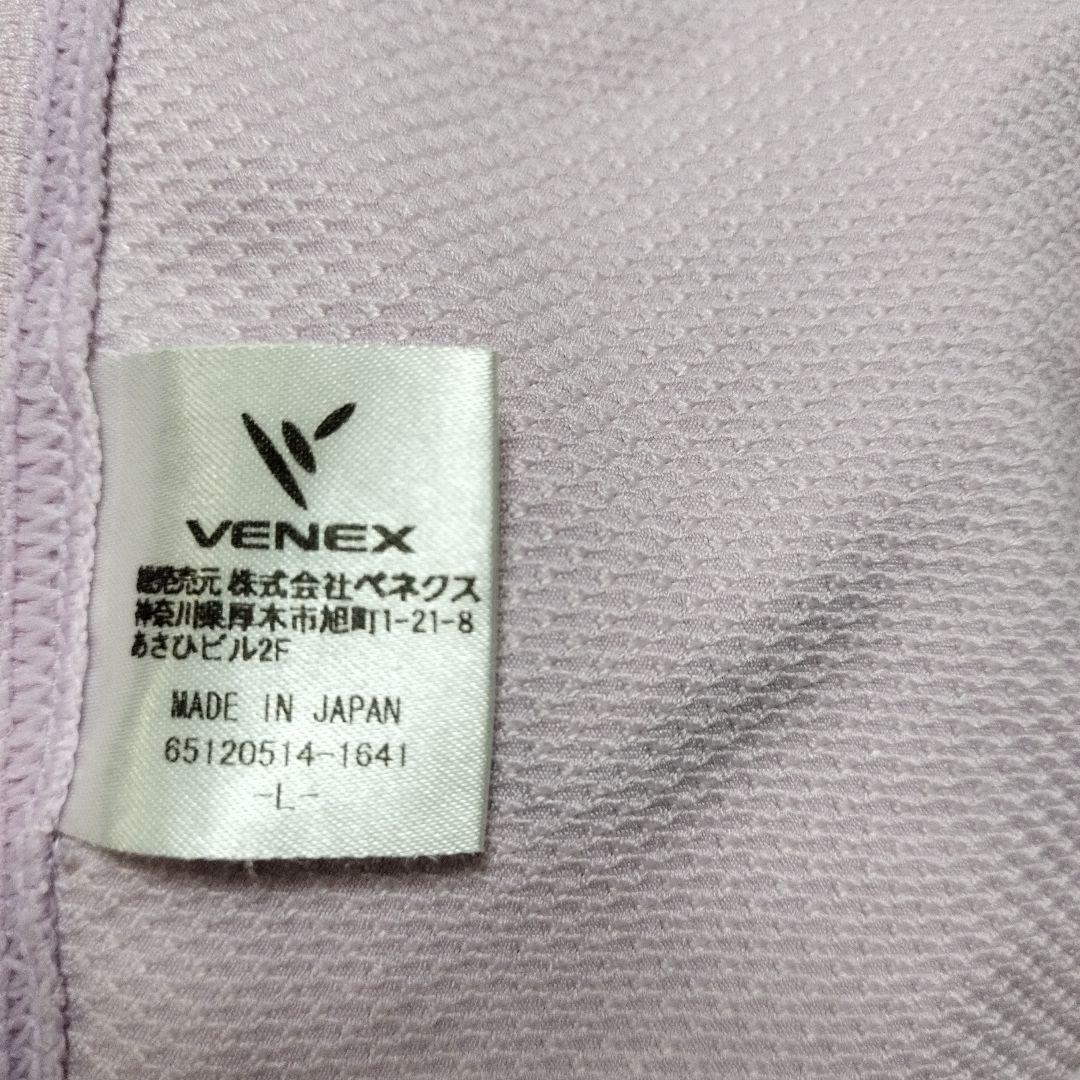 VENEX
総発売元 株式会社ベネクス
神奈川県厚木市旭町1-21-8
あさひビル2F
MADE IN JAPAN
65120514-1641
-L-